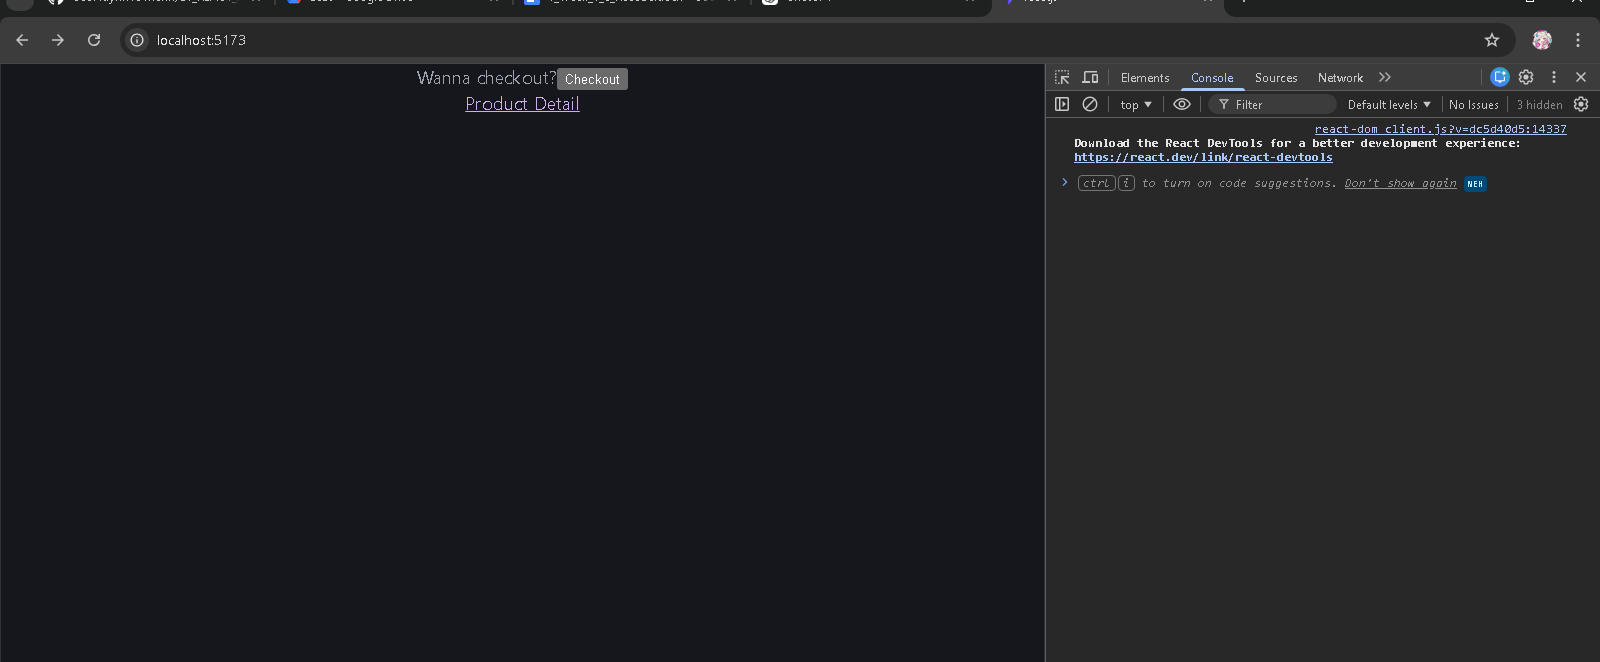 localhost:5173
Wanna checkout? Checkout
Product Detail
Elements Console Sources Network
top Filter Default levels No Issues 3 hidden
react-dom_client.js?v=dc5d40d5:14337
Download the React DevTools for a better development experience:
https://react.dev/link/react-devtools
ctrl i to turn on code suggestions. Don't show again NEW